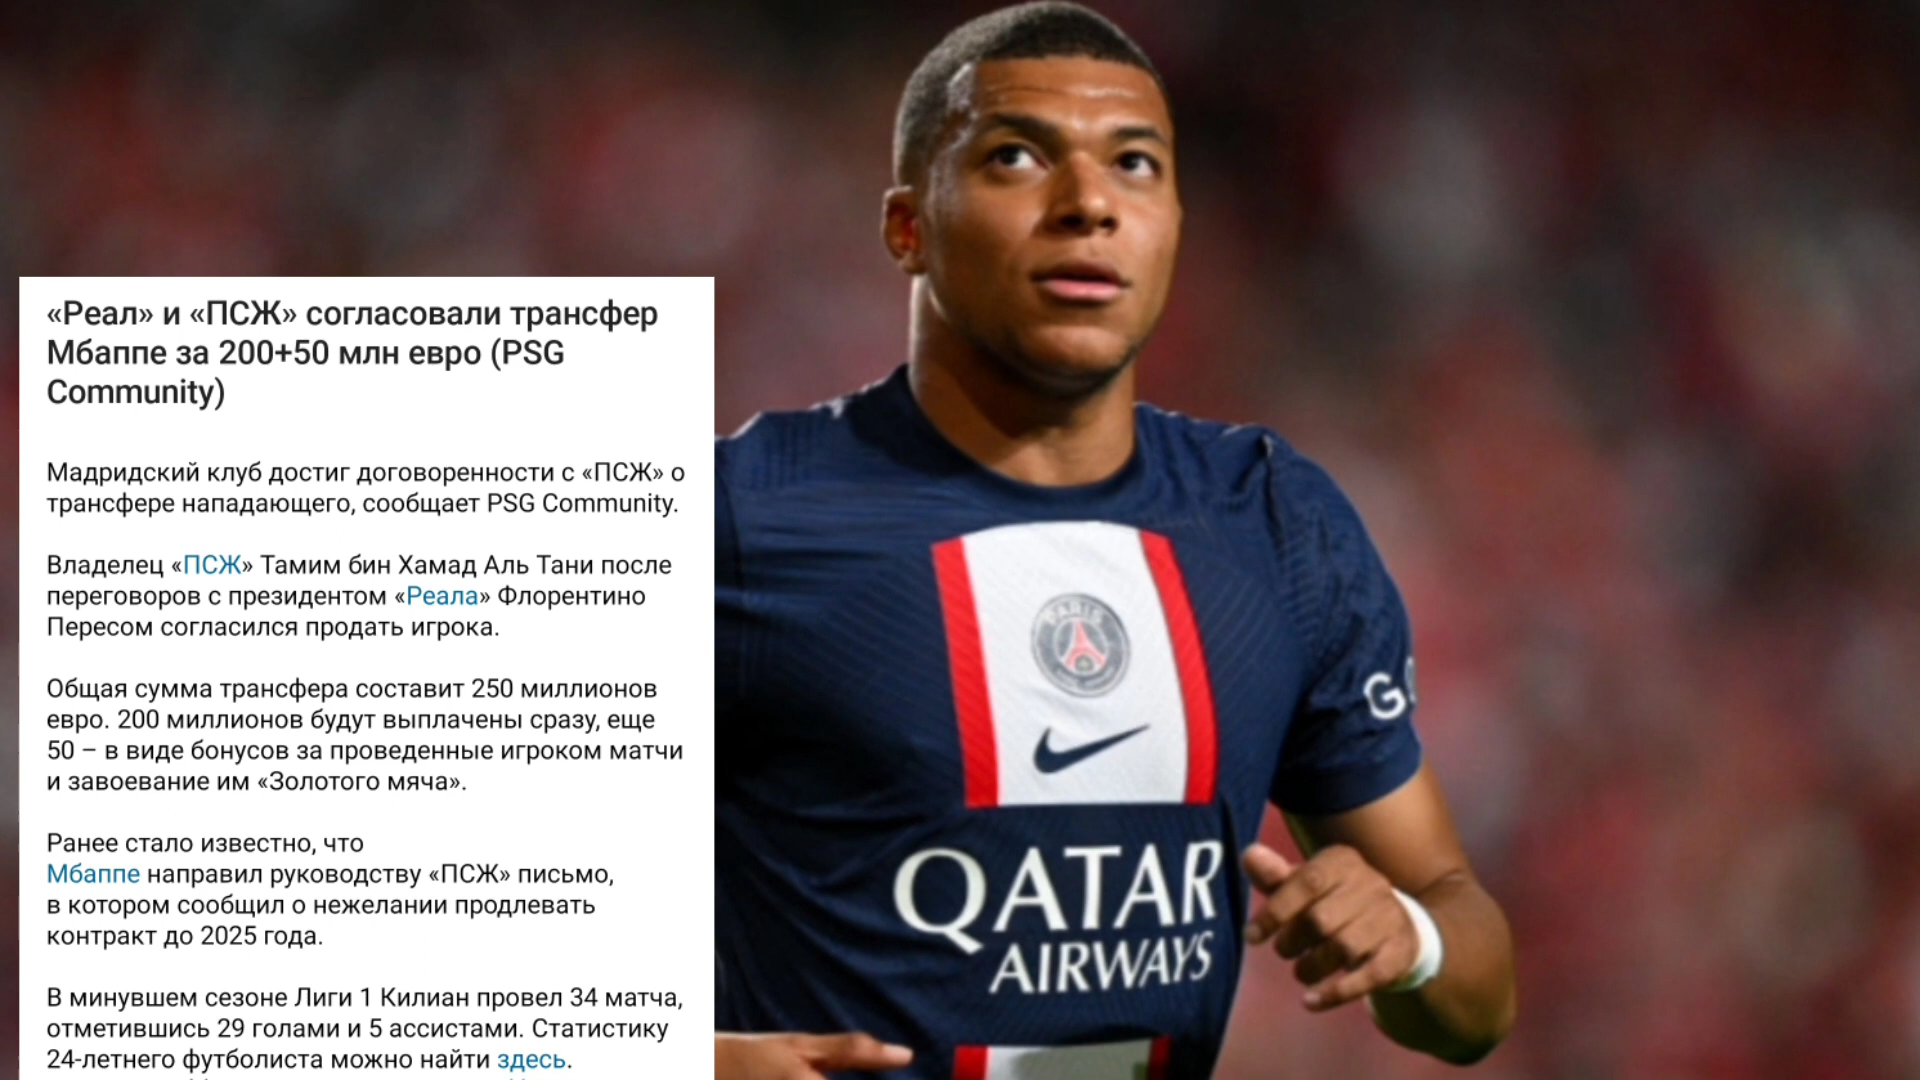 «Реал» и «ПСЖ» согласовали трансфер
Мбаппе за 200+50 млн евро (PSG
Community)
Мадридский клуб достиг договоренности с «ПСЖ» о
трансфере нападающего, сообщает PSG Community.
Владелец «ПСЖ» Тамим бин Хамад Аль Тани после
переговоров с президентом «Реала» Флорентино
Пересом согласился продать игрока.
Общая сумма трансфера составит 250 миллионов
евро. 200 миллионов будут выплачены сразу, еще
50 – в виде бонусов за проведенные игроком матчи
и завоевание им «Золотого мяча».
Ранее стало известно, что
Мбаппе направил руководству «ПСЖ» письмо,
в котором сообщил о нежелании продлевать
контракт до 2025 года.
В минувшем сезоне Лиги 1 Килиан провел 34 матча,
отметившись 29 голами и 5 ассистами. Статистику
24-летнего футболиста можно найти здесь.
PARIS
QATAR
AIRWAYS